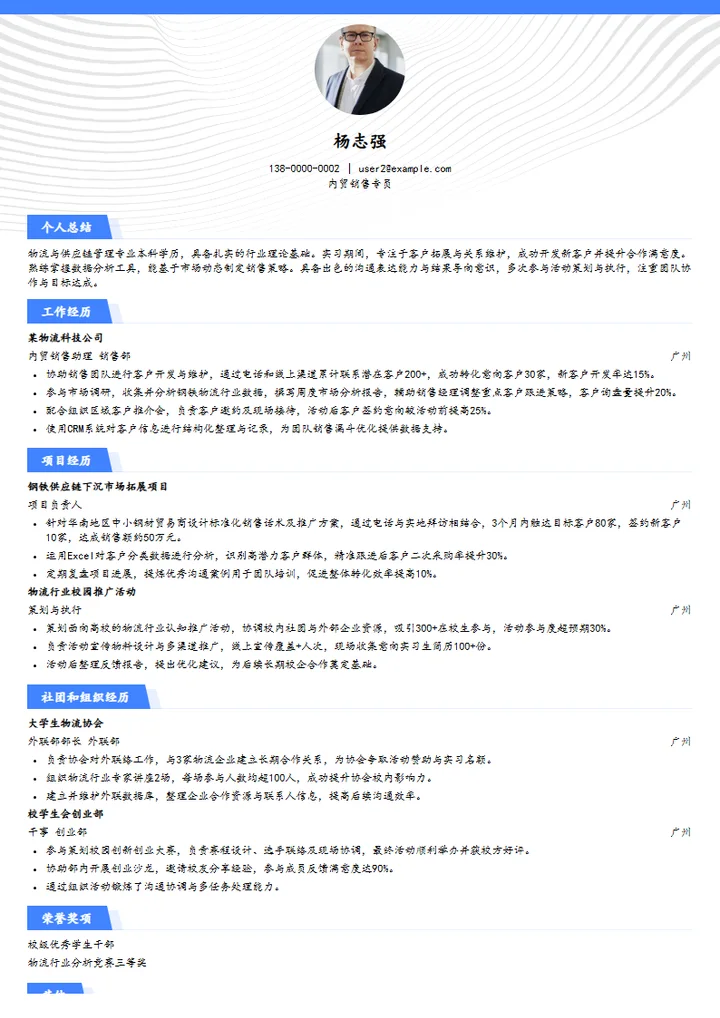 杨志强
138-0000-0002 | user2@example.com
内贸销售专员
个人总结
物流与供应链管理专业本科学历，具备扎实的行业理论基础。实习期间，专注于客户拓展与关系维护，成功开发新客户并提升合作满意度。
熟练掌握数据分析工具，能基于市场动态制定销售策略。具备出色的沟通表达能力与结果导向意识，多次参与活动策划与执行，注重团队协
作与目标达成。
工作经历
某物流科技公司
内贸销售助理 销售部 广州
• 协助销售团队进行客户开发与维护，通过电话和线上渠道累计联系潜在客户200+，成功转化意向客户30家，新客户开发率达15%。
• 参与市场调研，收集并分析钢铁物流行业数据，撰写周度市场分析报告，辅助销售经理调整重点客户跟进策略，客户询盘量提升20%。
• 配合组织区域客户推介会，负责客户邀约及现场接待，活动后客户签约意向较活动前提高25%。
• 使用CRM系统对客户信息进行结构化整理与记录，为团队销售漏斗优化提供数据支持。
项目经历
钢铁供应链下沉市场拓展项目
项目负责人 广州
• 针对华南地区中小钢材贸易商设计标准化销售话术及推广方案，通过电话与实地拜访相结合，3个月内触达目标客户80家，签约新客户
10家，达成销售额约50万元。
• 运用Excel对客户分类数据进行分析，识别高潜力客户群体，精准跟进后客户二次采购率提升30%。
• 定期复盘项目进展，提炼优秀沟通案例用于团队培训，促进整体转化效率提高10%。
物流行业校园推广活动
策划与执行 广州
• 策划面向高校的物流行业认知推广活动，协调校内社团与外部企业资源，吸引300+在校生参与，活动参与度超预期30%。
• 负责活动宣传物料设计与多渠道推广，线上宣传覆盖+人次，现场收集意向实习生简历100+份。
• 活动后整理反馈报告，提出优化建议，为后续长期校企合作奠定基础。
社团和组织经历
大学生物流协会
外联部部长 外联部 广州
• 负责协会对外联络工作，与3家物流企业建立长期合作关系，为协会争取活动赞助与实习名额。
• 组织物流行业专家讲座2场，每场参与人数均超100人，成功提升协会校内影响力。
• 建立并维护外联数据库，整理企业合作资源与联系人信息，提高后续沟通效率。
校学生会创业部
干事 创业部 广州
• 参与策划校园创新创业大赛，负责赛程设计、选手联络及现场协调，最终活动顺利举办并获校方好评。
• 协助部内开展创业沙龙，邀请校友分享经验，参与成员反馈满意度达90%。
• 通过组织活动锻炼了沟通协调与多任务处理能力。
荣誉奖项
校级优秀学生干部
物流行业分析竞赛三等奖